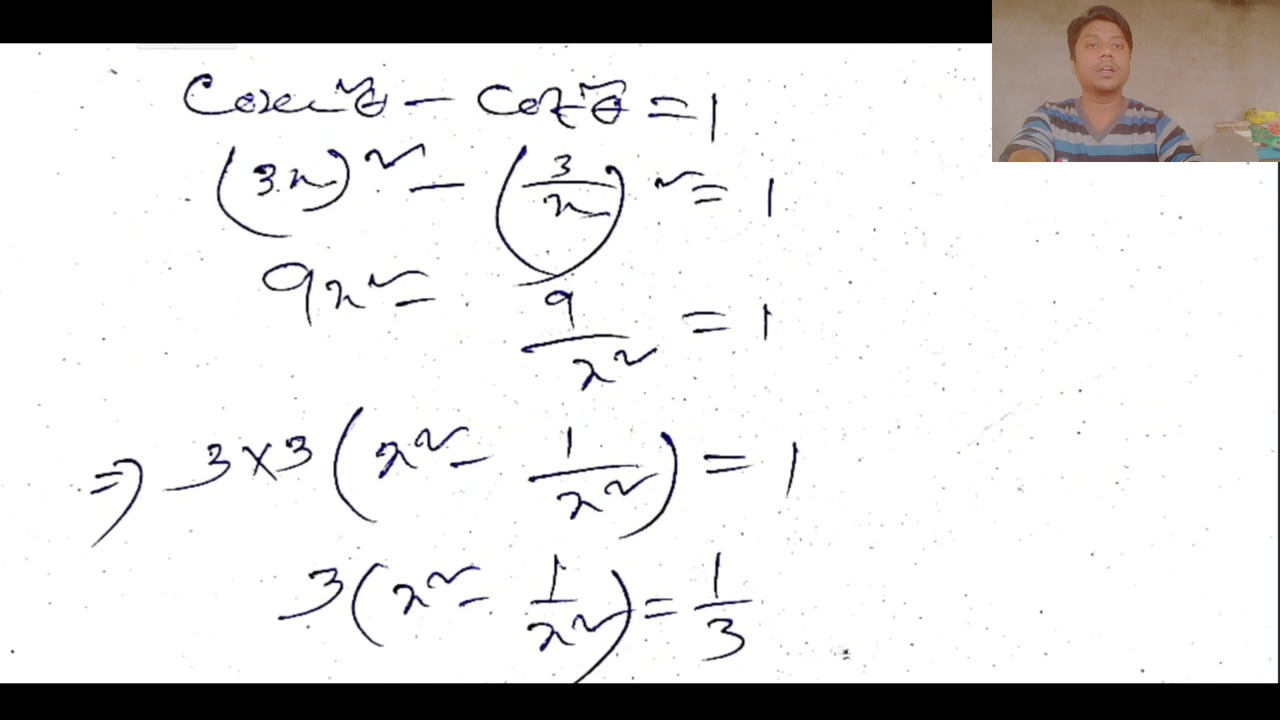 Cosec²θ − Cot²θ = 1
(3x)² − (3/x)² = 1
9x² − 9/x² = 1
⇒ 3×3(x² − 1/x²) = 1
3(x² − 1/x²) = 1/3